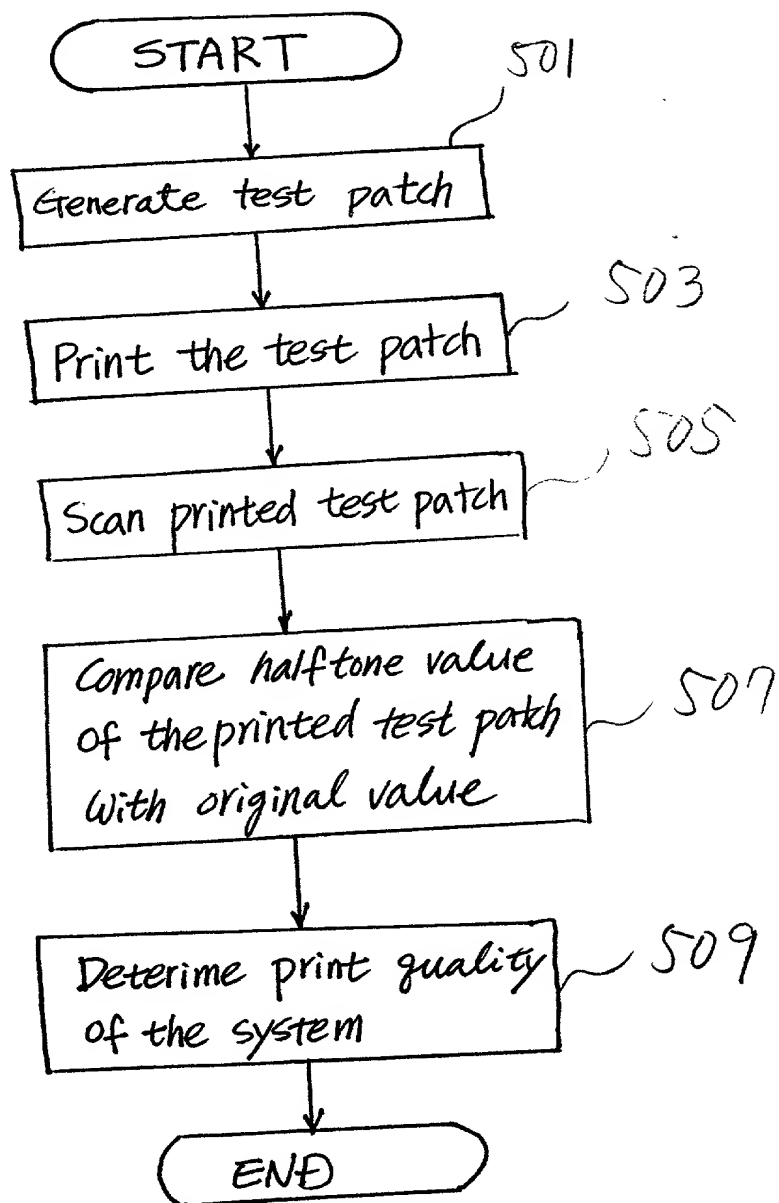 START
501
Generate test patch
503
Print the test patch
505
Scan printed test patch
Compare halftone value
of the printed test patch
507
with original value
Deterime print quality
509
of the system
END